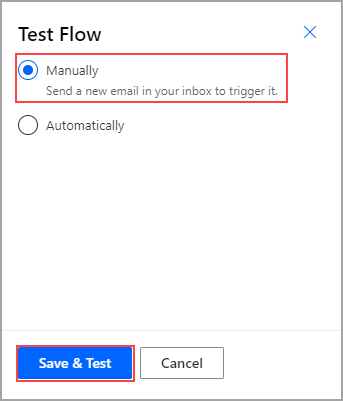 Test Flow
Manually
Send a new email in your inbox to trigger it.
Automatically
Save & Test
Cancel